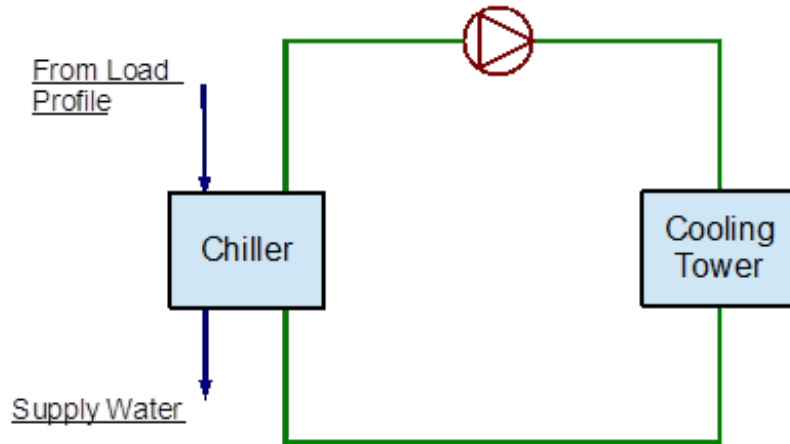 From Load
Profile
Chiller
Cooling
Tower
Supply Water